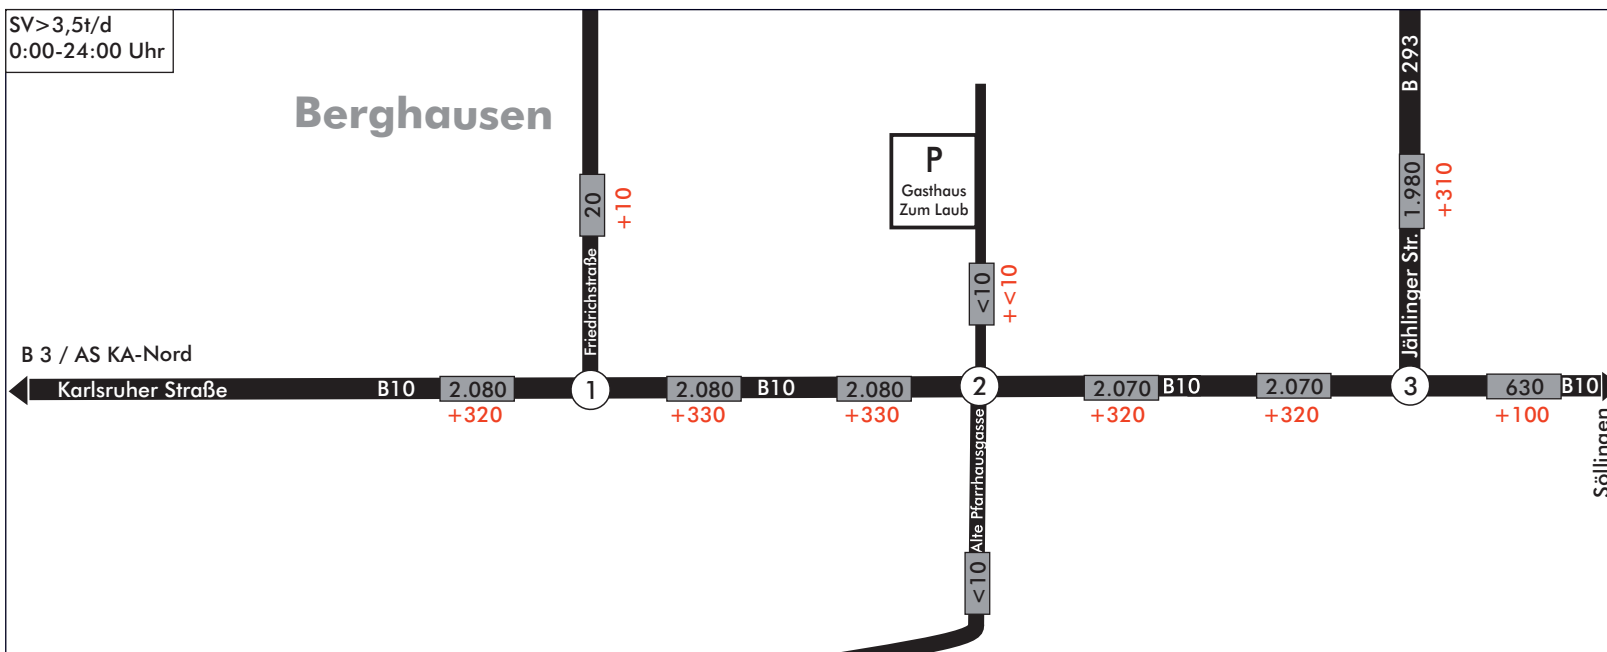 SV>3,5t/d
0:00-24:00 Uhr
Berghausen
B 293
P
Gasthaus
Zum Laub
20
+10
1.980
+310
<10
+<10
Friedrichstraße
Jählinger Str.
B 3 / AS KA-Nord
Karlsruher Straße B10 2.080 1 2.080 B10 2.080 2 2.070 B10 2.070 3 630 B10
+320 +330 +330 +320 +320 +100
Söllingen
Alte Pfarrhausgasse
<10